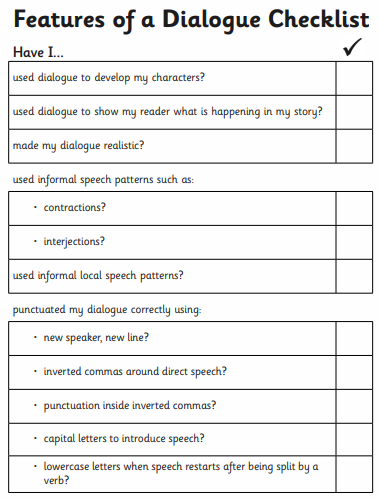 Features of a Dialogue Checklist
Have I... ✓
used dialogue to develop my characters?
used dialogue to show my reader what is happening in my story?
made my dialogue realistic?
used informal speech patterns such as:
• contractions?
• interjections?
used informal local speech patterns?
punctuated my dialogue correctly using:
• new speaker, new line?
• inverted commas around direct speech?
• punctuation inside inverted commas?
• capital letters to introduce speech?
• lowercase letters when speech restarts after being split by a
verb?